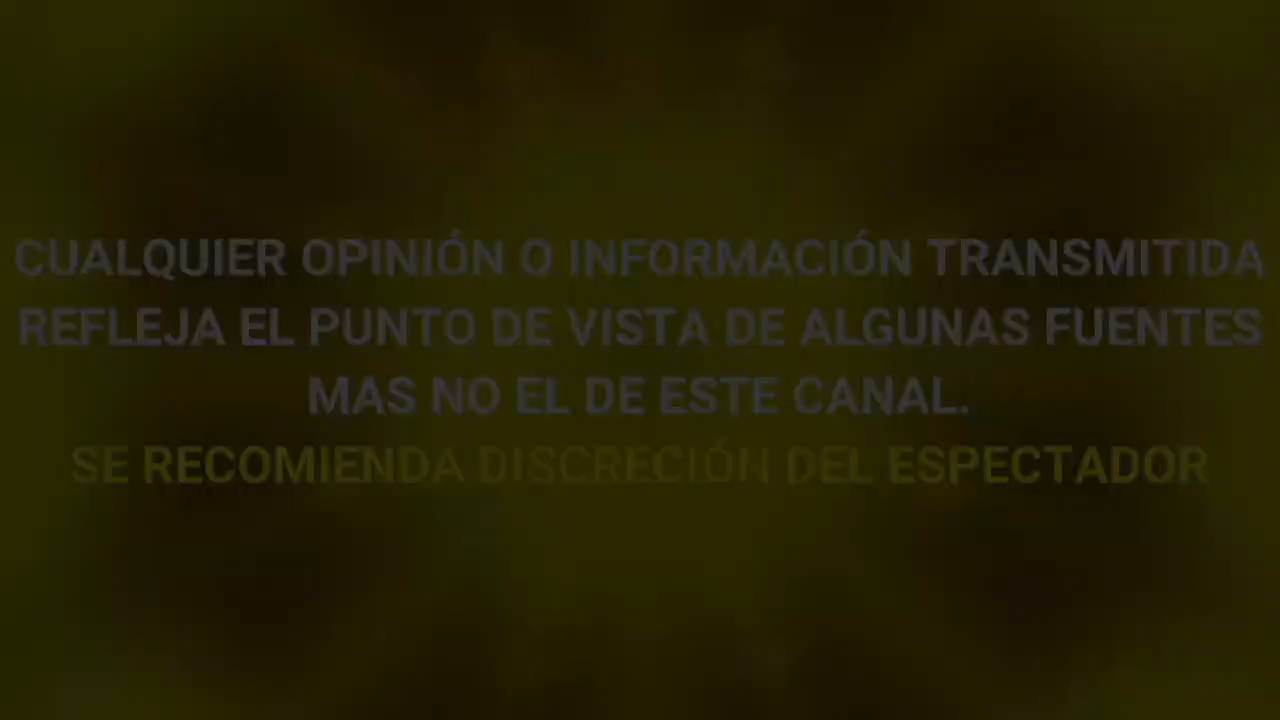 CUALQUIER OPINIÓN O INFORMACIÓN TRANSMITIDA
REFLEJA EL PUNTO DE VISTA DE ALGUNAS FUENTES
MAS NO EL DE ESTE CANAL.
SE RECOMIENDA DISCRECIÓN DEL ESPECTADOR